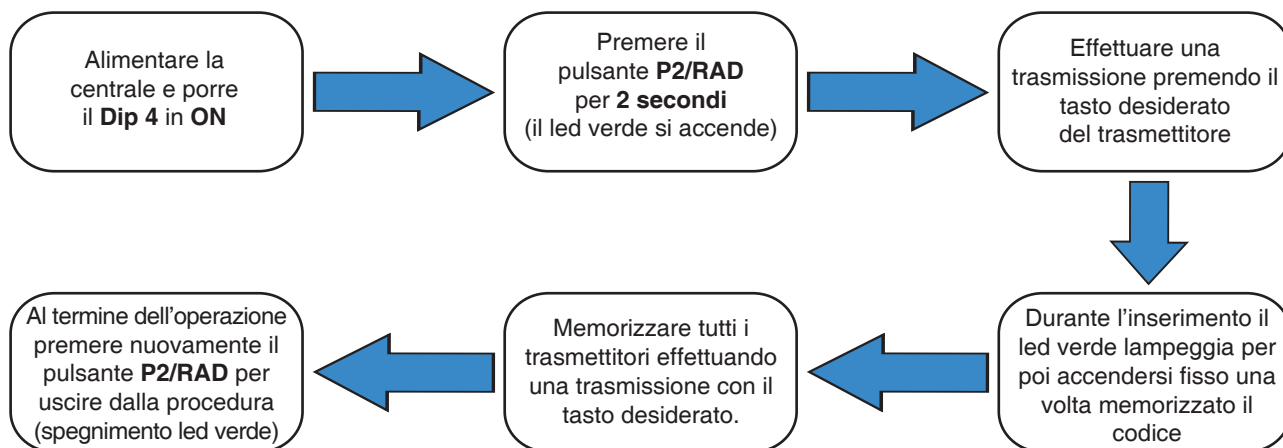 Alimentare la
centrale e porre
il Dip 4 in ON
Premere il
pulsante P2/RAD
per 2 secondi
(il led verde si accende)
Effettuare una
trasmissione premendo il
tasto desiderato
del trasmettitore
Durante l'inserimento il
led verde lampeggia per
poi accendersi fisso una
volta memorizzato il
codice
Memorizzare tutti i
trasmettitori effettuando
una trasmissione con il
tasto desiderato.
Al termine dell'operazione
premere nuovamente il
pulsante P2/RAD per
uscire dalla procedura
(spegnimento led verde)